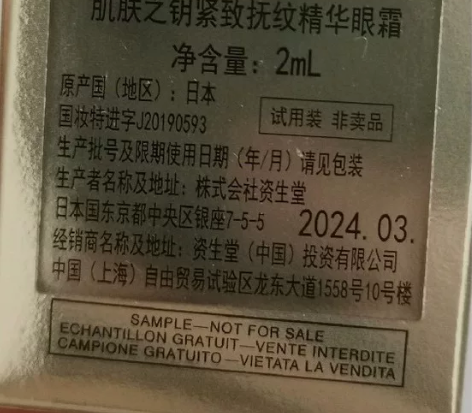 肌肤之钥紧致抚纹精华眼霜
净含量：2mL
原产国（地区）：日本
国妆特进字J20190593
试用装 非卖品
生产批号及限期使用日期（年/月）请见包装
生产者名称及地址：株式会社资生堂
日本国东京都中央区银座7-5-5
2024.03.
经销商名称及地址：资生堂（中国）投资有限公司
中国（上海）自由贸易试验区龙东大道1558号10号楼
SAMPLE—NOT FOR SALE
ECHANTILLON GRATUIT—VENTE INTERDITE
CAMPIONE GRATUITO—VIETATA LA VENDITA